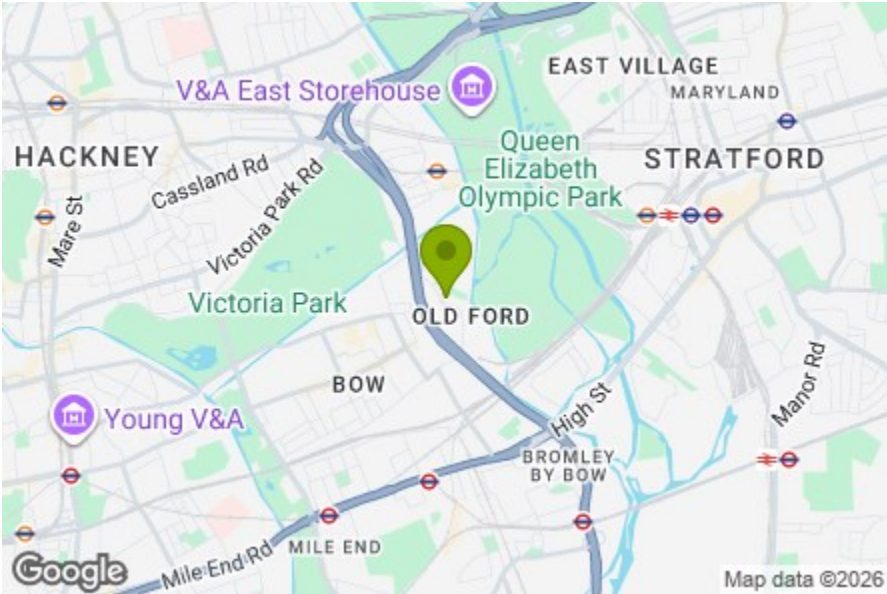 EAST VILLAGE
MARYLAND
V&A East Storehouse
HACKNEY
Queen
Elizabeth
Olympic Park
STRATFORD
Cassland Rd
Victoria Park Rd
Mare St
Victoria Park
OLD FORD
BOW
Manor Rd
Young V&A
High St
BROMLEY
BY BOW
MILE END
Mile End Rd
Google
Map data ©2026